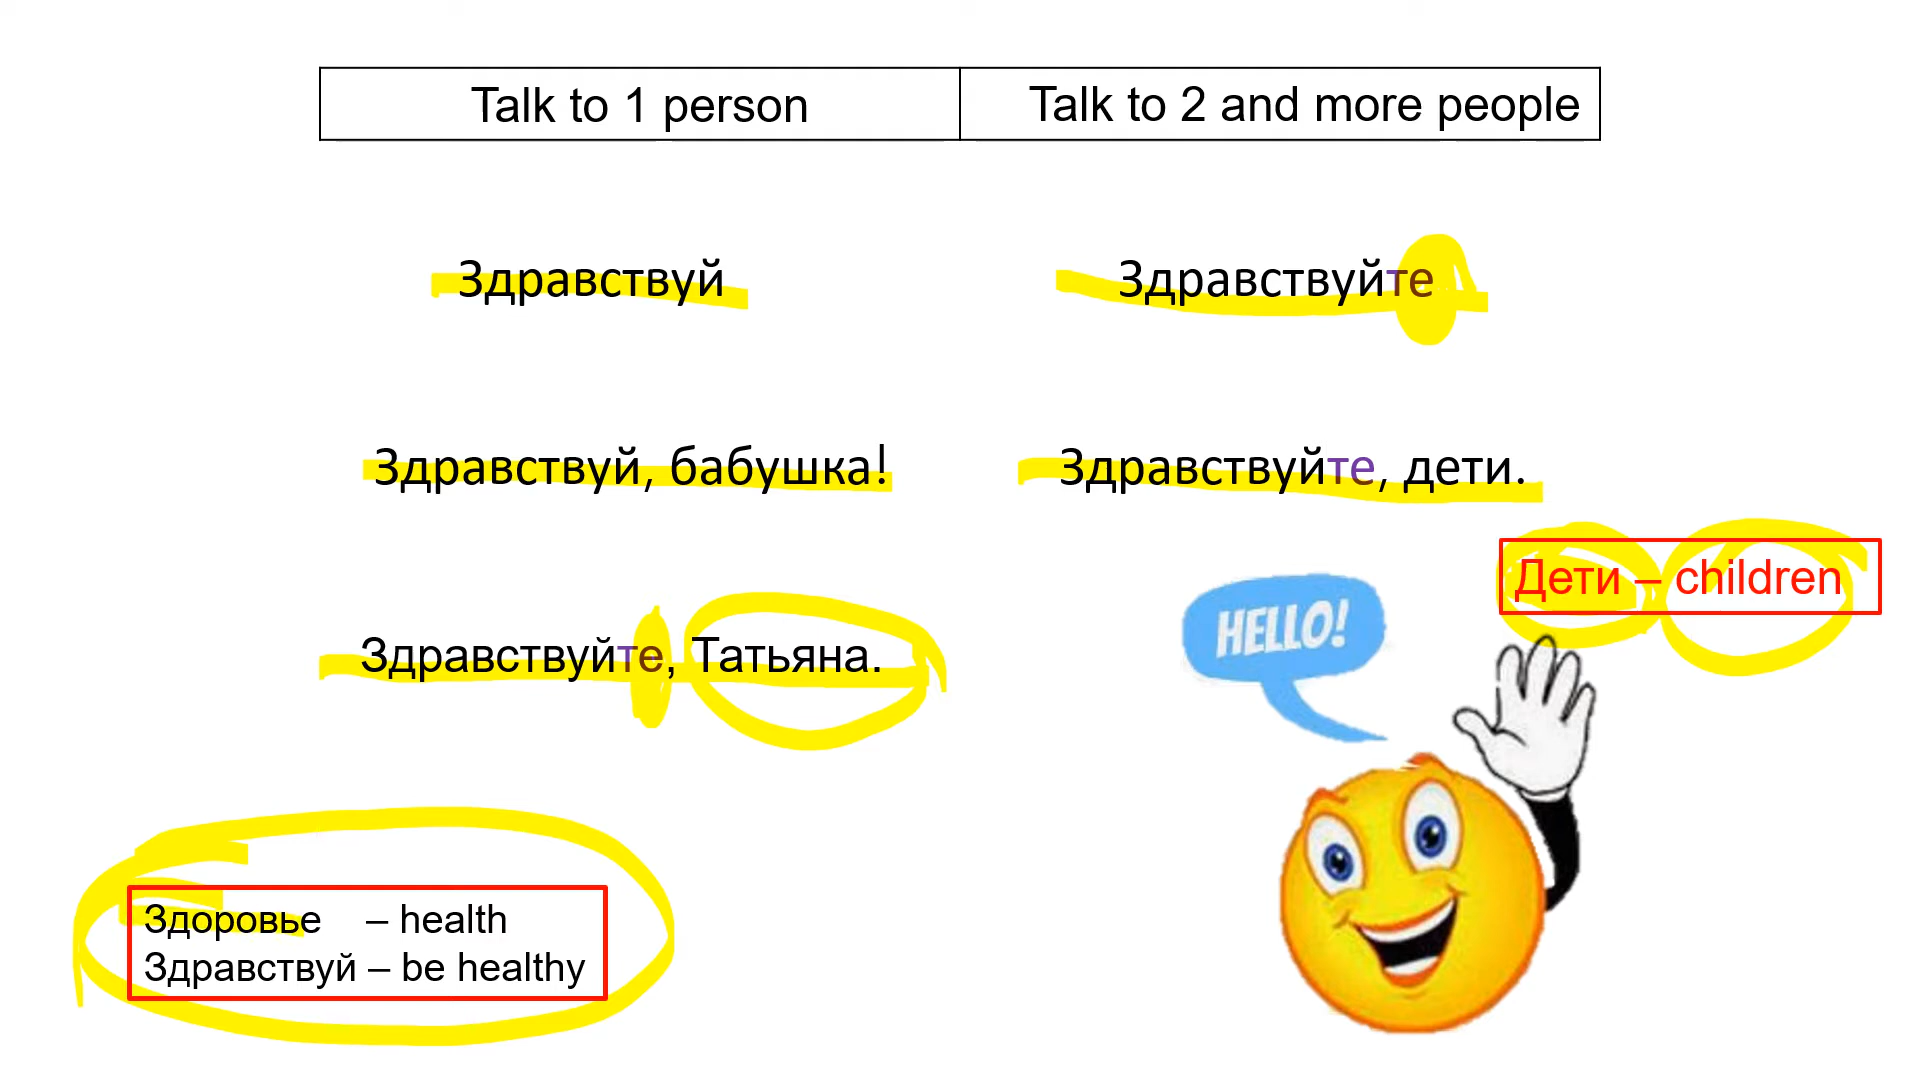 Talk to 1 person
Talk to 2 and more people
Здравствуй
Здравствуйте
Здравствуй, бабушка!
Здравствуйте, дети.
Дети – children
HELLO!
Здравствуйте, Татьяна.
Здоровье – health
Здравствуй – be healthy